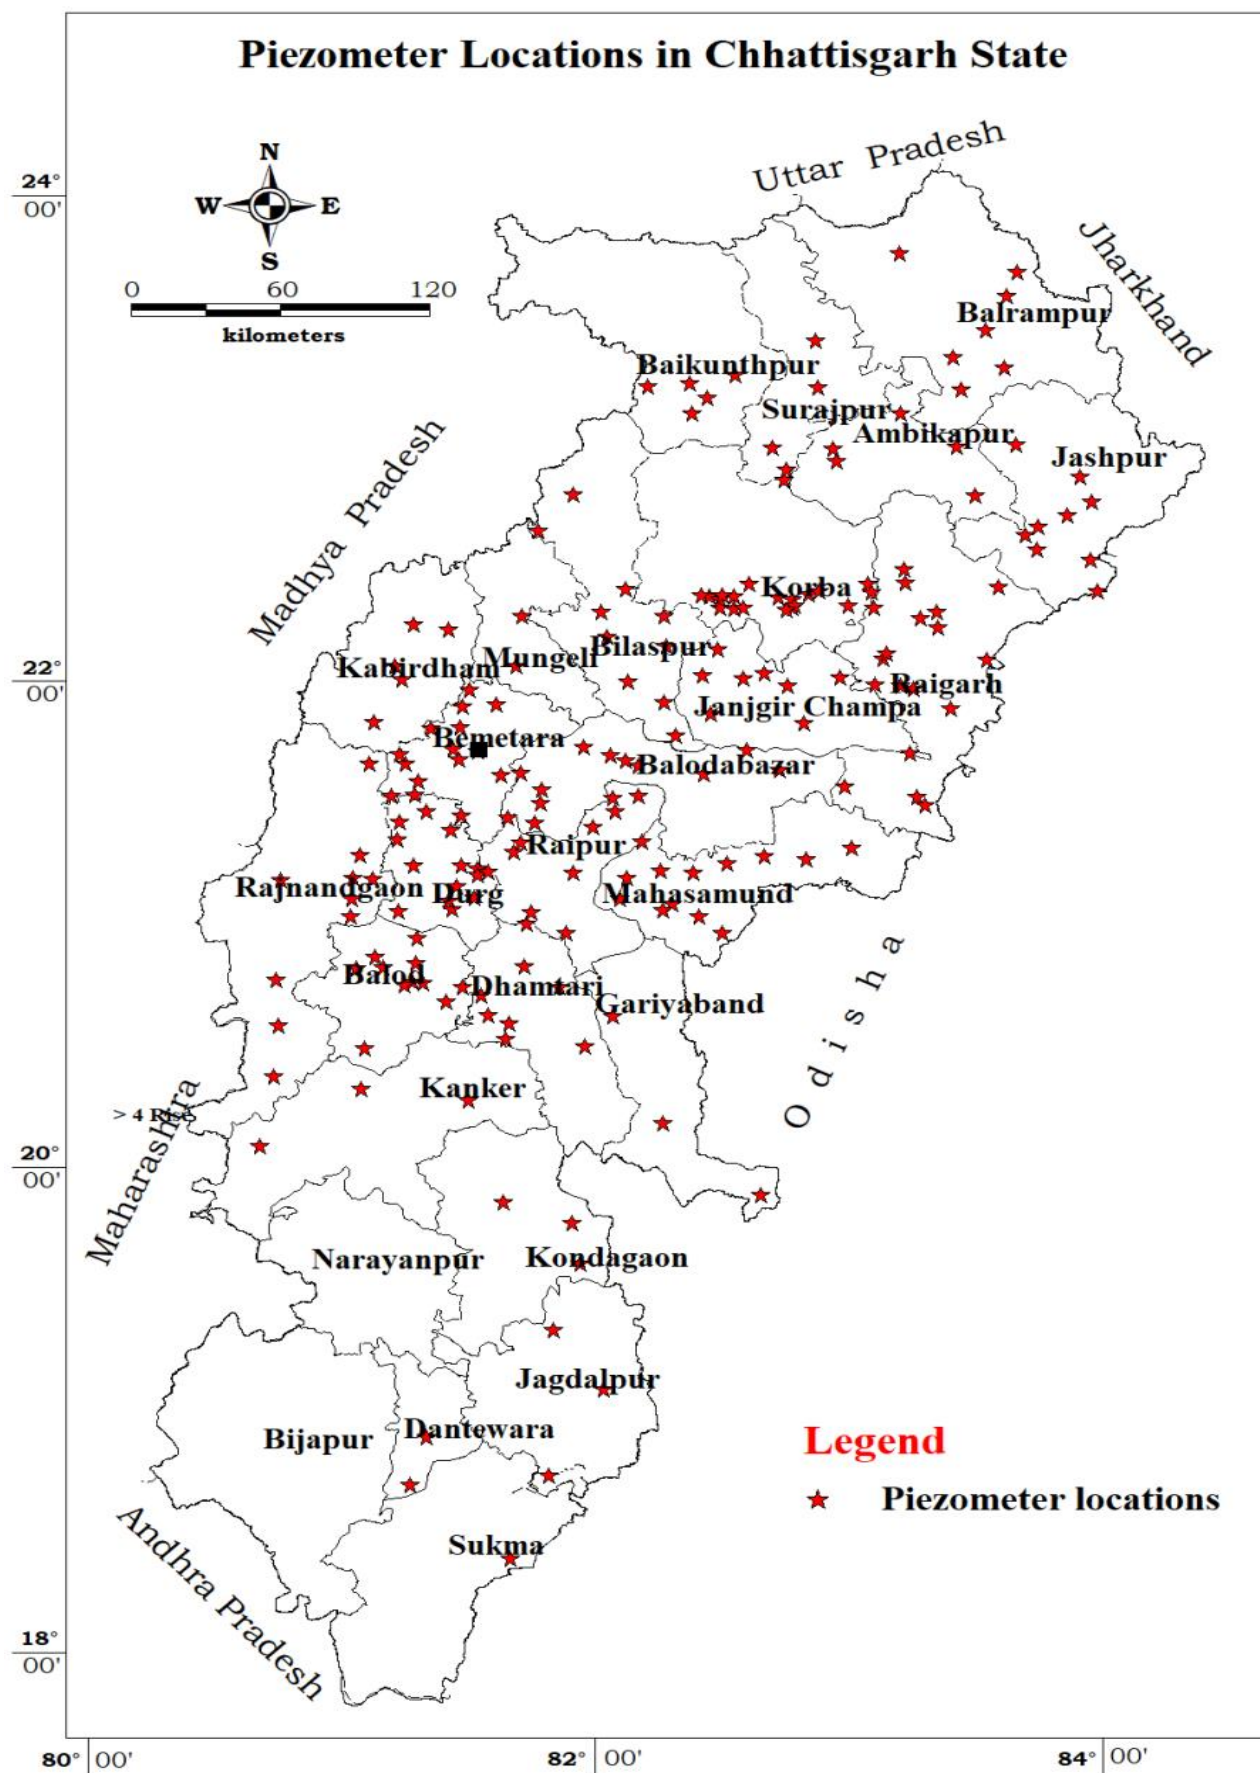 Piezometer Locations in Chhattisgarh State
N
W E
S
0 60 120
kilometers
24°
00'
22°
00'
20°
00'
18°
00'
80° 00'
82° 00'
84° 00'
Uttar Pradesh
Jharkhand
Madhya Pradesh
Odisha
Maharashtra
Andhra Pradesh
Balrampur
Baikunthpur
Surajpur
Ambikapur
Jashpur
Korba
Bilaspur
Mungeli
Kabirdham
Raigarh
Janjgir Champa
Bemetara
Balodabazar
Raipur
Rajnandgaon
Durg
Mahasamund
Balod
Dhamtari
Gariyaband
Kanker
> 4 Rise
Narayanpur
Kondagaon
Jagdalpur
Dantewara
Bijapur
Sukma
Legend
Piezometer locations